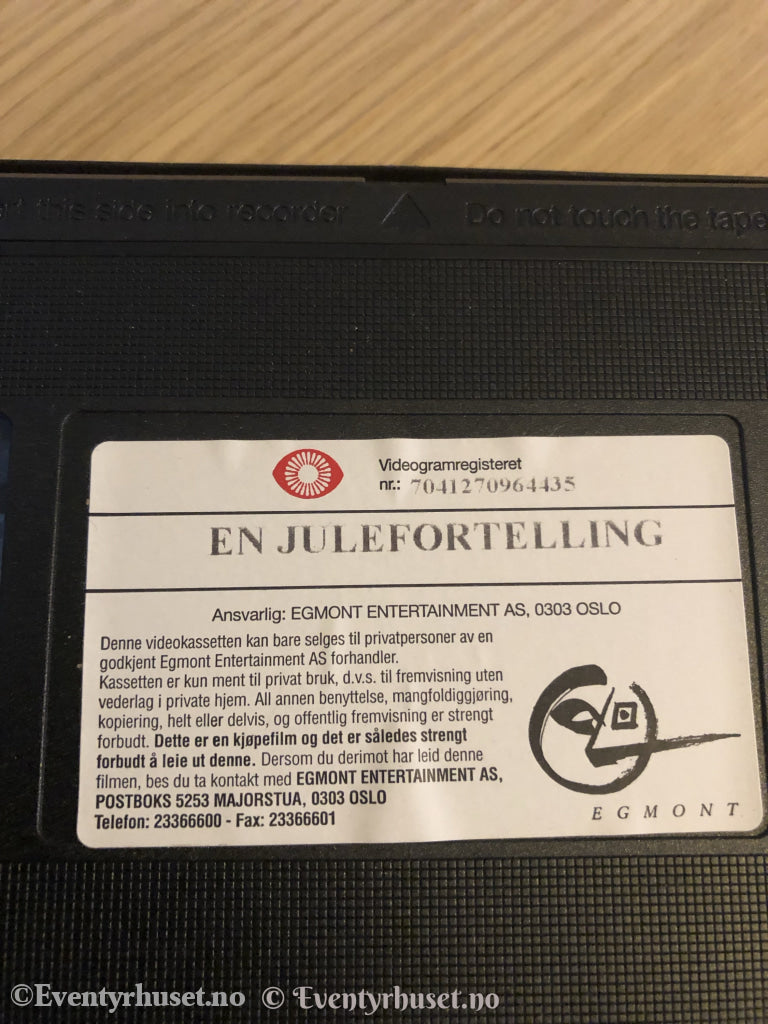 this side into recorder Do not touch the tape
Videogramregisteret
nr.: 7041270964435
EN JULEFORTELLING
Ansvarlig: EGMONT ENTERTAINMENT AS, 0303 OSLO
Denne videokassetten kan bare selges til privatpersoner av en
godkjent Egmont Entertainment AS forhandler.
Kassetten er kun ment til privat bruk, d.v.s. til fremvisning uten
vederlag i private hjem. All annen benyttelse, mangfoldiggjøring,
kopiering, helt eller delvis, og offentlig fremvisning er strengt
forbudt. Dette er en kjøpefilm og det er således strengt
forbudt å leie ut denne. Dersom du derimot har leid denne
filmen, bes du ta kontakt med EGMONT ENTERTAINMENT AS,
POSTBOKS 5253 MAJORSTUA, 0303 OSLO
Telefon: 23366600 - Fax: 23366601
EGMONT
©Eventyrhuset.no © Eventyrhuset.no